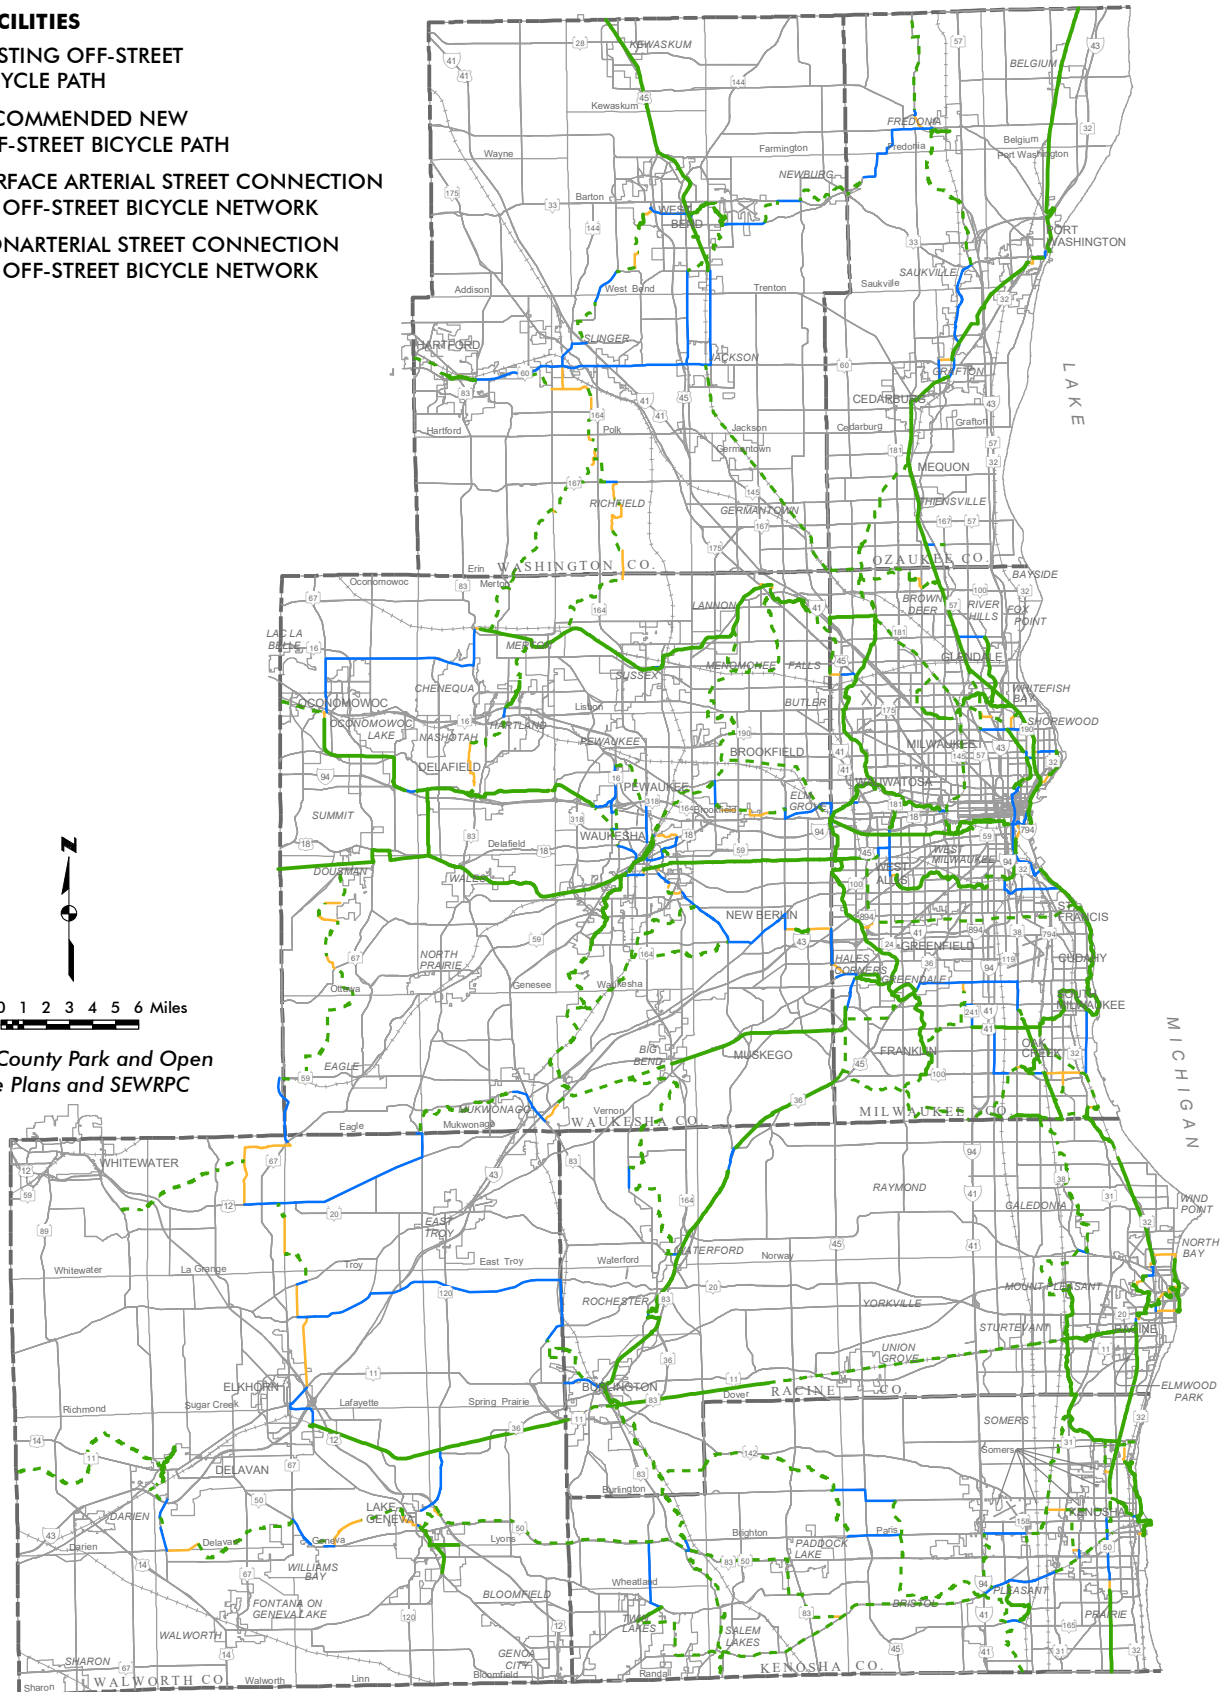 CILITIES
STING OFF-STREET
CYCLE PATH
COMMENDED NEW
F-STREET BICYCLE PATH
RFACE ARTERIAL STREET CONNECTION
OFF-STREET BICYCLE NETWORK
ONARTERIAL STREET CONNECTION
OFF-STREET BICYCLE NETWORK
KEWASKUM
Kewaskum
BELGIUM
Belgium
Port Washington
FREDONIA
Fredonia
Wayne
Farmington
NEWBURG
Barton
WEST
BEND
PORT
WASHINGTON
SAUKVILLE
Saukville
Addison
West Bend
Trenton
HARTFORD
SLINGER
JACKSON
GRAFTON
CEDARBURG
Cedarburg
Grafton
Hartford
Polk
Jackson
Germantown
MEQUON
RICHFIELD
GERMANTOWN
THIENSVILLE
LAKE
MICHIGAN
Erin
WASHINGTON CO.
OZAUKEE CO.
Oconomowoc
Merton
BAYSIDE
LANNON
BROWN
DEER
RIVER
HILLS
FOX
POINT
LAC LA
BELLE
MERTON
SUSSEX
MENOMONEE FALLS
GLENDALE
CHENEQUA
OCONOMOWOC
OCONOMOWOC
LAKE
HARTLAND
NASHOTAH
Lisbon
BUTLER
WHITEFISH
BAY
SHOREWOOD
PEWAUKEE
BROOKFIELD
MILWAUKEE
DELAFIELD
PEWAUKEE
Brookfield
ELM
GROVE
WAUWATOSA
SUMMIT
WAUKESHA
Delafield
WEST
MILWAUKEE
WEST
ALLIS
DOUSMAN
WALES
NEW BERLIN
ST.
FRANCIS
NORTH
PRAIRIE
GREENFIELD
CUDAHY
HALES
CORNERS
GREENDALE
Ottawa
Genesee
Waukesha
SOUTH
MILWAUKEE
0 1 2 3 4 5 6 Miles
County Park and Open
e Plans and SEWRPC
EAGLE
BIG
BEND
MUSKEGO
FRANKLIN
OAK
CREEK
MUKWONAGO
Mukwonago
Vernon
Eagle
WAUKESHA CO.
MILWAUKEE CO.
WHITEWATER
RAYMOND
CALEDONIA
WIND
POINT
NORTH
BAY
EAST
TROY
Whitewater
La Grange
Troy
East Troy
Waterford
WATERFORD
Norway
ROCHESTER
YORKVILLE
MOUNT PLEASANT
STURTEVANT
RACINE
UNION
GROVE
ELKHORN
BURLINGTON
Dover
RACINE CO.
ELMWOOD
PARK
Richmond
Sugar Creek
Lafayette
Spring Prairie
SOMERS
Somers
DELAVAN
Burlington
DARIEN
Darien
LAKE
GENEVA
Delavan
Geneva
Lyons
Brighton
Paris
KENOSHA
PADDOCK
LAKE
WILLIAMS
BAY
BLOOMFIELD
Wheatland
FONTANA ON
GENEVA LAKE
TWIN
LAKES
BRISTOL
PLEASANT
PRAIRIE
WALWORTH
SALEM
LAKES
SHARON
Sharon
WALWORTH CO.
Walworth
Linn
GENOA
CITY
Bloomfield
Randall
KENOSHA CO.